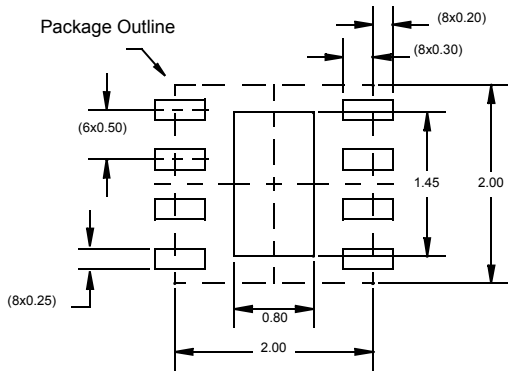 (8x0.20)
Package Outline
(8x0.30)
(6x0.50)
1.45
2.00
(8x0.25)
0.80
2.00